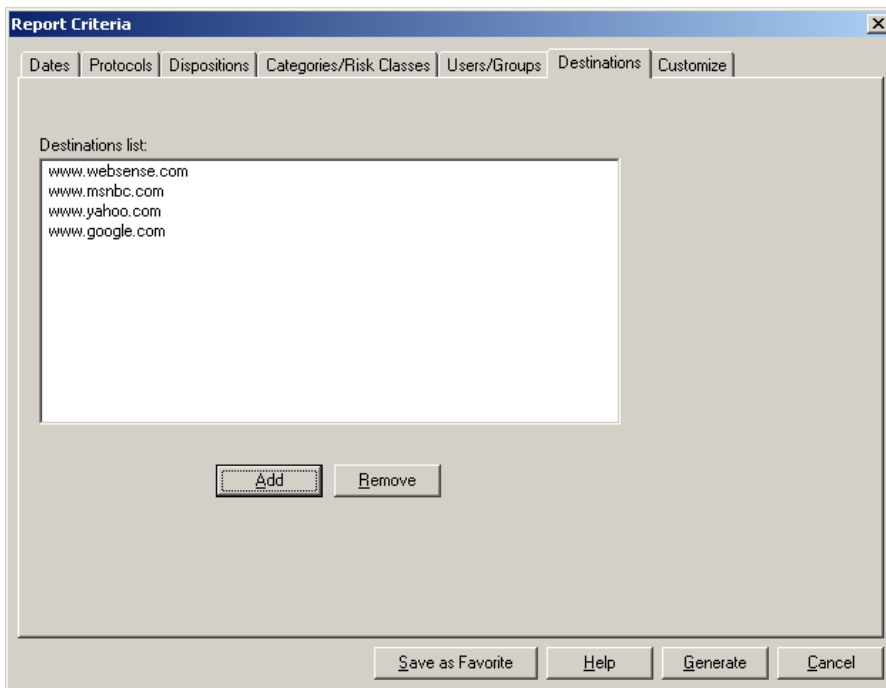 Report Criteria
Dates Protocols Dispositions Categories/Risk Classes Users/Groups Destinations Customize
Destinations list:
www.websense.com
www.msnbc.com
www.yahoo.com
www.google.com
Add Remove
Save as Favorite Help Generate Cancel